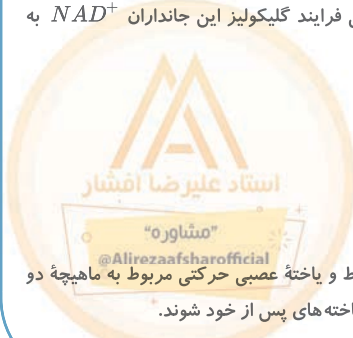 فرایند گلیکولیز این جانداران NAD⁺ به
استاد علیرضا افشار
"مشاوره"
@Alirezaafsharofficial
و یاختهٔ عصبی حرکتی مربوط به ماهیچهٔ دو
یاخته‌های پس از خود شوند.